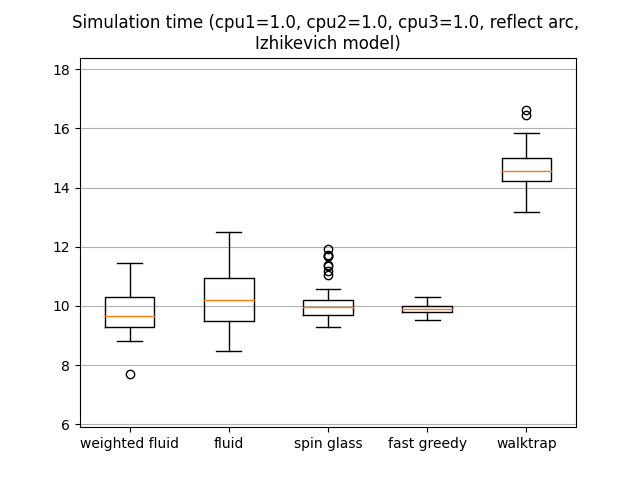 Simulation time (cpu1=1.0, cpu2=1.0, cpu3=1.0, reflect arc,
Izhikevich model)
18
16
14
12
10
8
6
weighted fluid fluid spin glass fast greedy walktrap